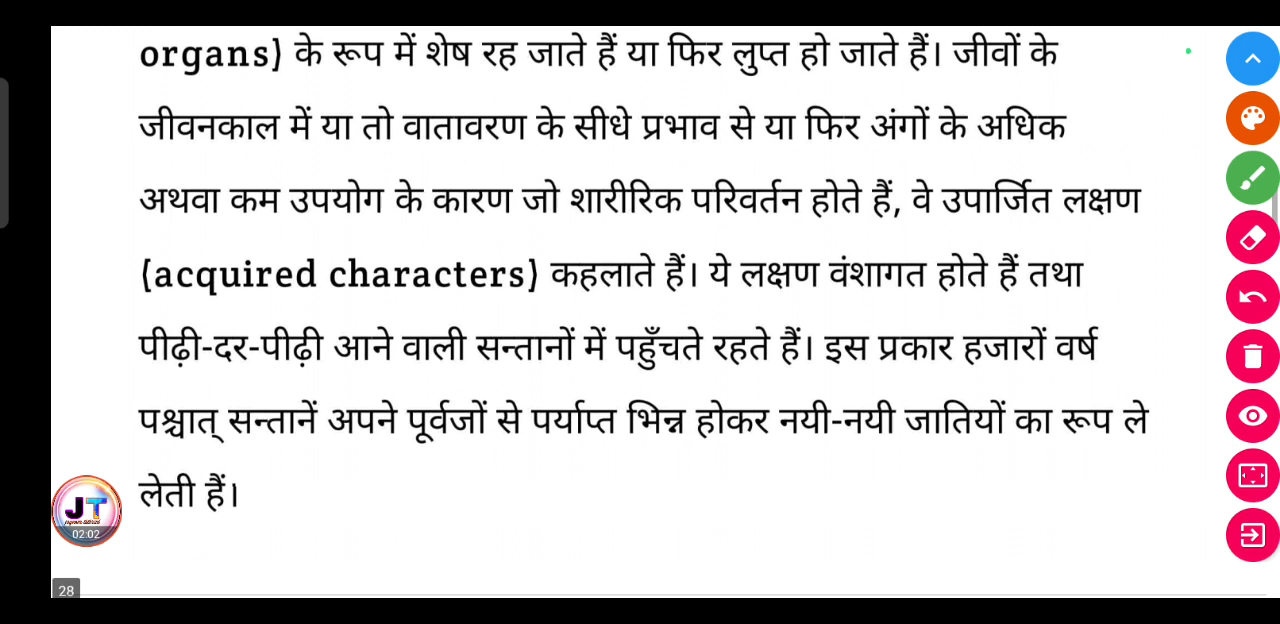 organs) के रूप में शेष रह जाते हैं या फिर लुप्त हो जाते हैं। जीवों के
जीवनकाल में या तो वातावरण के सीधे प्रभाव से या फिर अंगों के अधिक
अथवा कम उपयोग के कारण जो शारीरिक परिवर्तन होते हैं, वे उपार्जित लक्षण
(acquired characters) कहलाते हैं। ये लक्षण वंशागत होते हैं तथा
पीढ़ी-दर-पीढ़ी आने वाली सन्तानों में पहुँचते रहते हैं। इस प्रकार हजारों वर्ष
पश्चात् सन्तानें अपने पूर्वजों से पर्याप्त भिन्न होकर नयी-नयी जातियों का रूप ले
लेती हैं।
JT
02:02
28